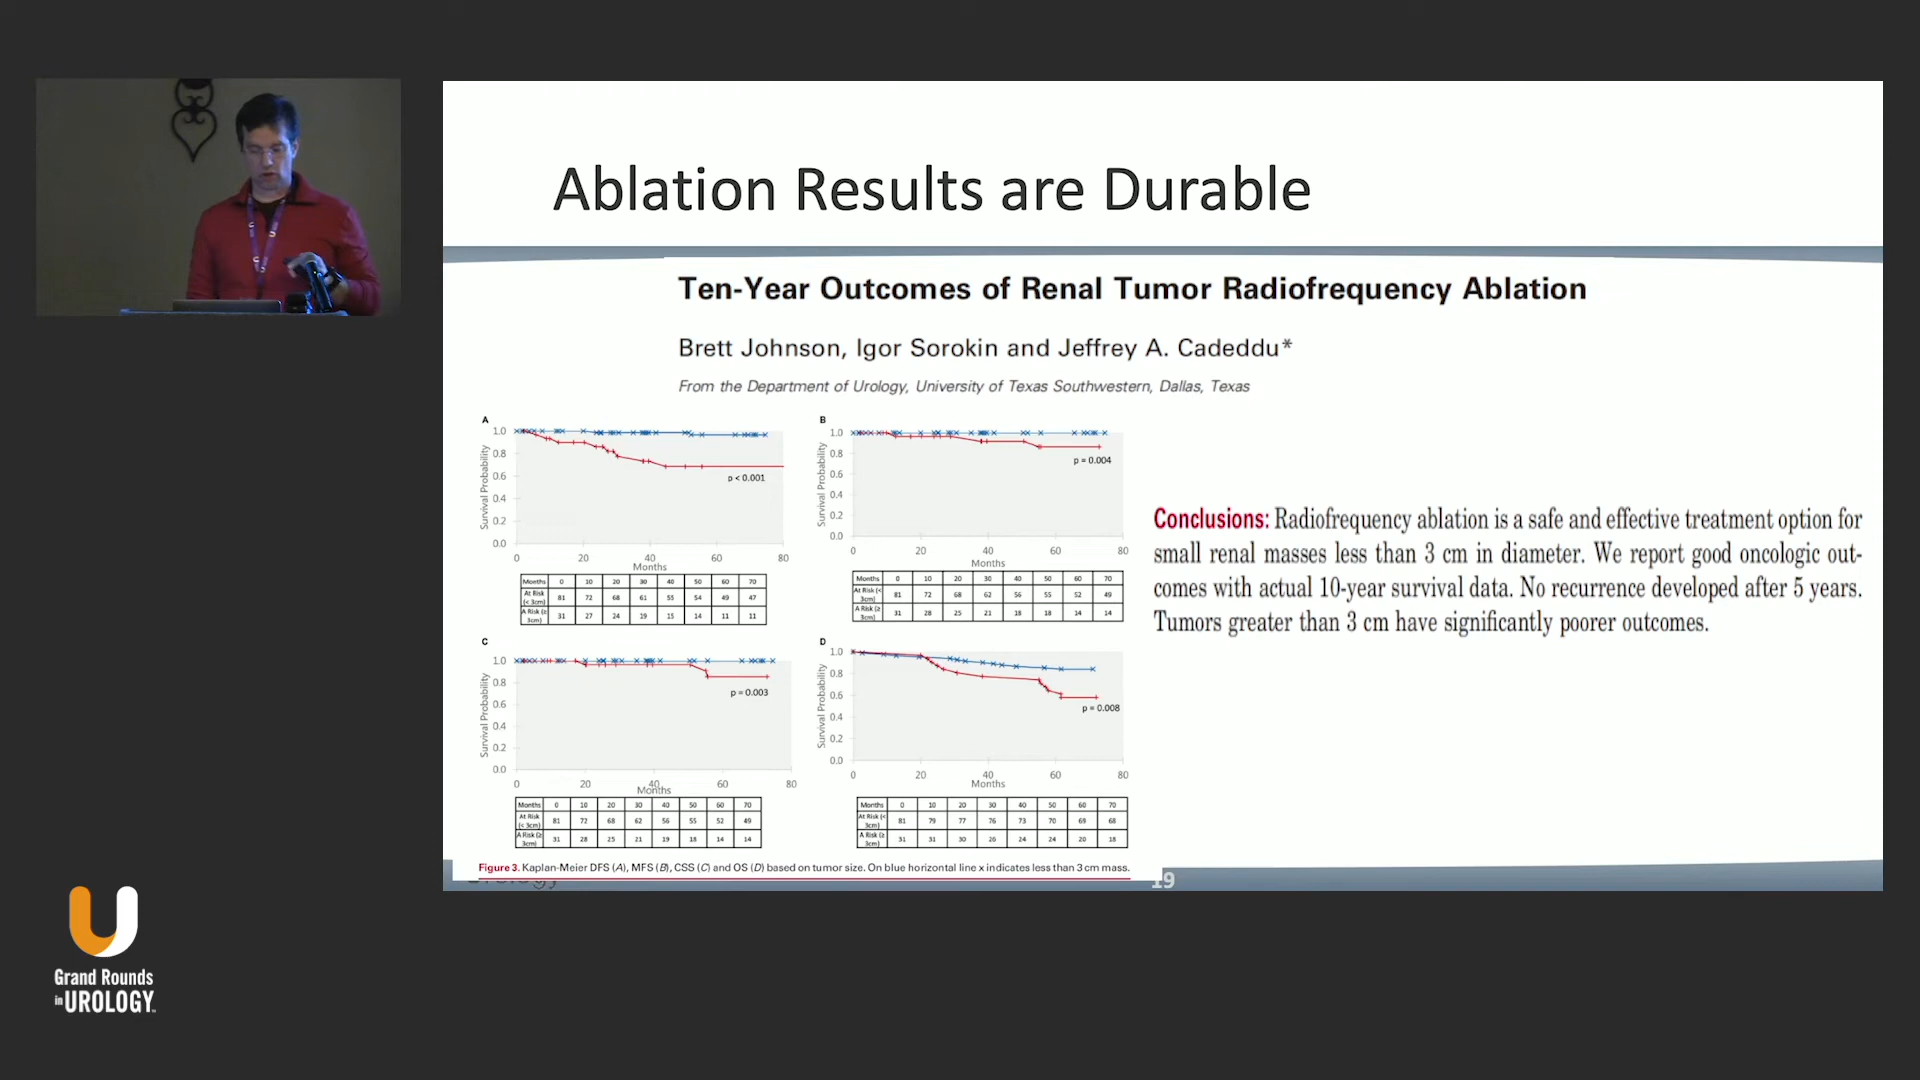 Ablation Results are Durable
Ten-Year Outcomes of Renal Tumor Radiofrequency Ablation
Brett Johnson, Igor Sorokin and Jeffrey A. Cadeddu*
From the Department of Urology, University of Texas Southwestern, Dallas, Texas
A
Survival Probability
1.0
0.8
0.6
0.4
0.2
0.0
p < 0.001
0 20 40 60 80
Months
Months 0 10 20 30 40 50 60 70
At Risk (< 3cm) 81 72 68 61 55 54 49 47
A Risk (≥ 3cm) 31 27 24 19 15 14 11 11
B
Survival Probability
1.0
0.8
0.6
0.4
0.2
0.0
p = 0.004
0 20 40 60 80
Months
Months 0 10 20 30 40 50 60 70
At Risk (< 3cm) 81 72 68 62 56 55 52 49
A Risk (≥ 3cm) 31 28 25 21 18 18 14 14
C
Survival Probability
1.0
0.8
0.6
0.4
0.2
0.0
p = 0.003
0 20 40 60 80
Months
Months 0 10 20 30 40 50 60 70
At Risk (< 3cm) 81 72 68 62 56 55 52 49
A Risk (≥ 3cm) 31 28 25 21 19 18 14 14
D
Survival Probability
1.0
0.8
0.6
0.4
0.2
0.0
p = 0.008
0 20 40 60 80
Months
Months 0 10 20 30 40 50 60 70
At Risk (< 3cm) 81 79 77 76 73 70 69 68
A Risk (≥ 3cm) 31 31 30 26 24 24 20 18
Figure 3. Kaplan-Meier DFS (A), MFS (B), CSS (C) and OS (D) based on tumor size. On blue horizontal line x indicates less than 3 cm mass.
Conclusions: Radiofrequency ablation is a safe and effective treatment option for
small renal masses less than 3 cm in diameter. We report good oncologic out-
comes with actual 10-year survival data. No recurrence developed after 5 years.
Tumors greater than 3 cm have significantly poorer outcomes.
19
Grand Rounds
in UROLOGY